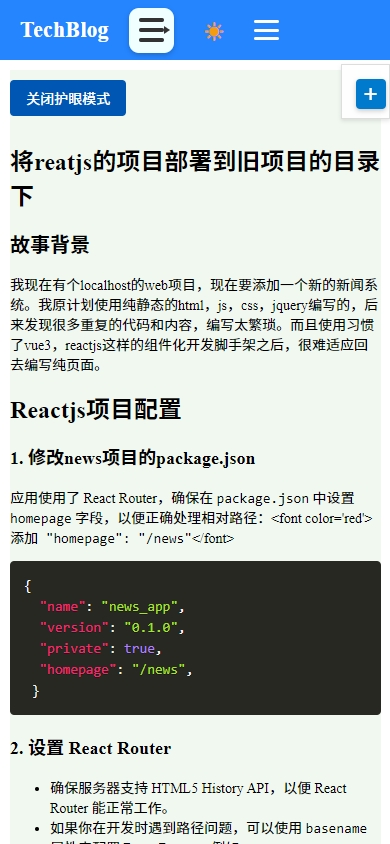 TechBlog
关闭护眼模式
将reatjs的项目部署到旧项目的目录
下
故事背景
我现在有个localhost的web项目，现在要添加一个新的新闻系
统。我原计划使用纯静态的html，js，css，jquery编写的，后
来发现很多重复的代码和内容，编写太繁琐。而且使用习惯
了vue3，reactjs这样的组件化开发脚手架之后，很难适应回
去编写纯页面。
Reactjs项目配置
1. 修改news项目的package.json
应用使用了 React Router，确保在 package.json 中设置
homepage 字段，以便正确处理相对路径：<font color='red'>
添加 "homepage": "/news"</font>
{
"name": "news_app",
"version": "0.1.0",
"private": true,
"homepage": "/news",
}
2. 设置 React Router
确保服务器支持 HTML5 History API，以便 React
Router 能正常工作。
如果你在开发时遇到路径问题，可以使用 basename